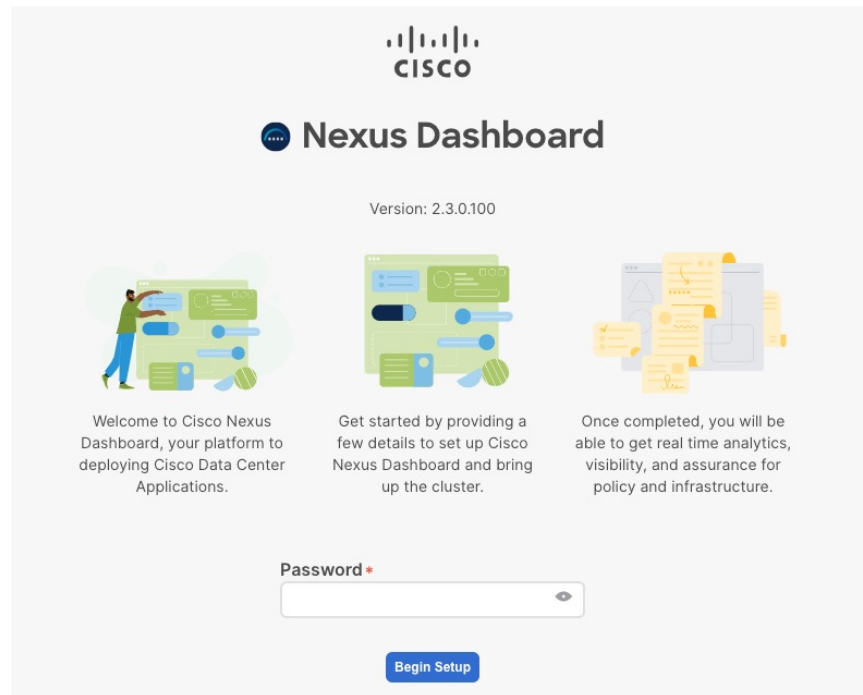 CISCO
Nexus Dashboard
Version: 2.3.0.100
Welcome to Cisco Nexus
Dashboard, your platform to
deploying Cisco Data Center
Applications.
Get started by providing a
few details to set up Cisco
Nexus Dashboard and bring
up the cluster.
Once completed, you will be
able to get real time analytics,
visibility, and assurance for
policy and infrastructure.
Password *
Begin Setup